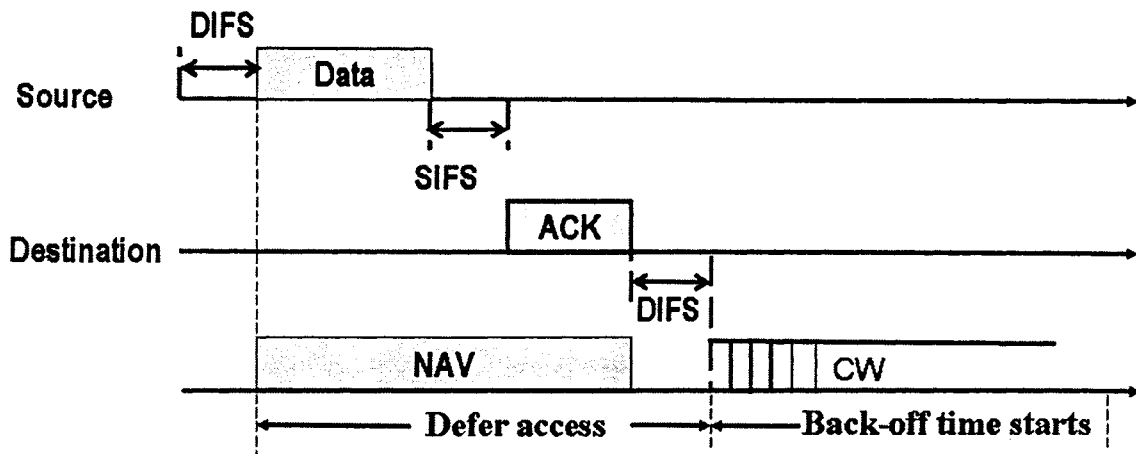 DIFS
Data
Source
SIFS
ACK
Destination
DIFS
NAV
CW
Defer access
Back-off time starts